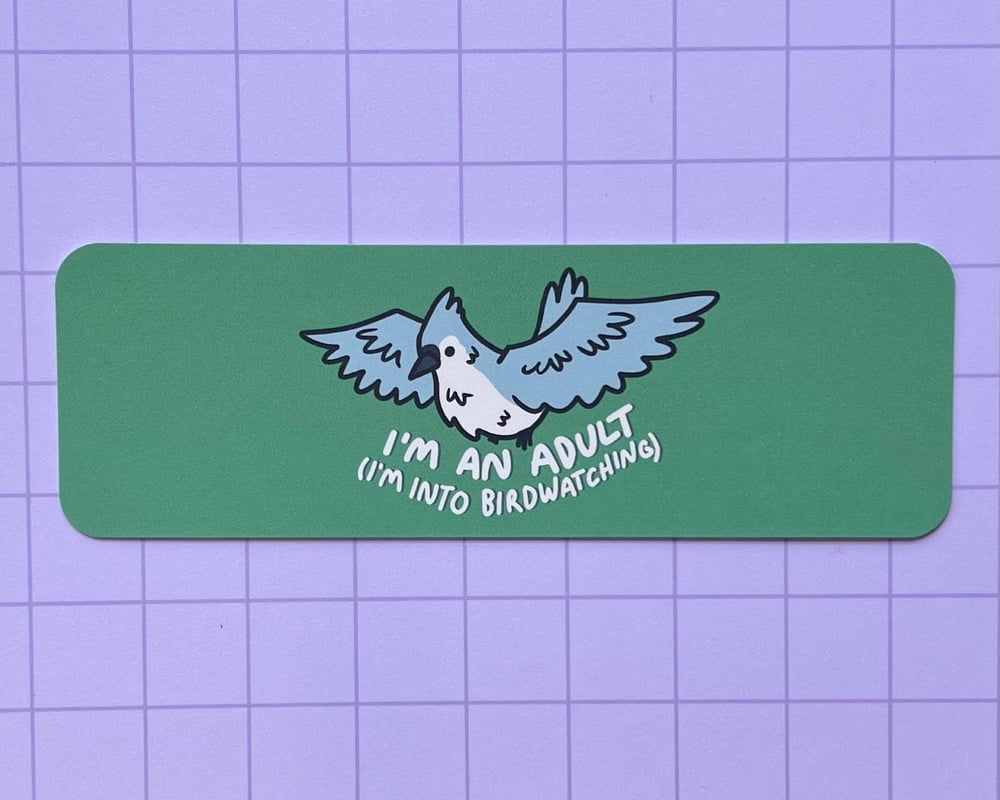 I'M AN ADULT
(I'M INTO BIRDWATCHING)